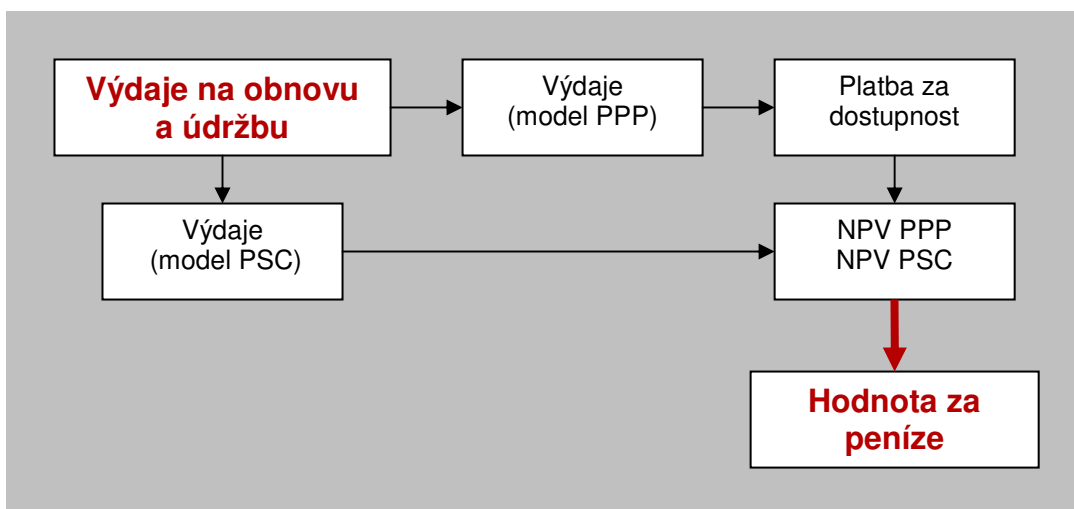 Výdaje na obnovu
a údržbu
Výdaje
(model PPP)
Platba za
dostupnost
Výdaje
(model PSC)
NPV PPP
NPV PSC
Hodnota za
peníze